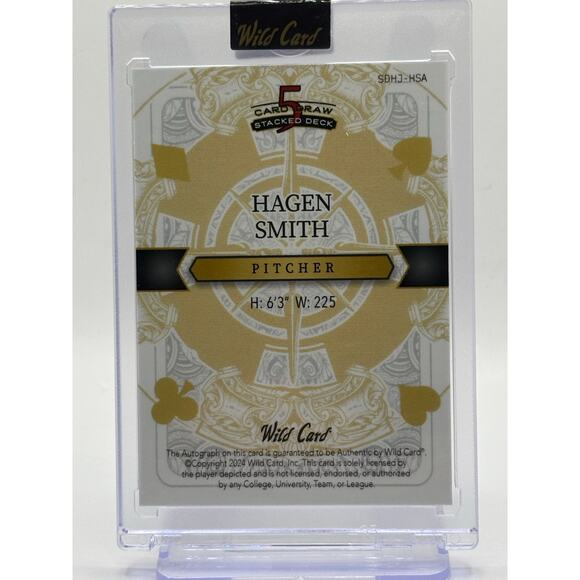 Wild Card
SDHJ-HSA
5
CARD DRAW
STACKED DECK
HAGEN
SMITH
PITCHER
H: 6'3" W: 225
Wild Card
The Autograph on this card is guaranteed to be Authentic by Wild Card®.
©Copyright 2024 Wild Card, Inc. This card is solely licensed by
the player depicted and is not licensed, endorsed, or authorized
by any College, University, Team, or League.